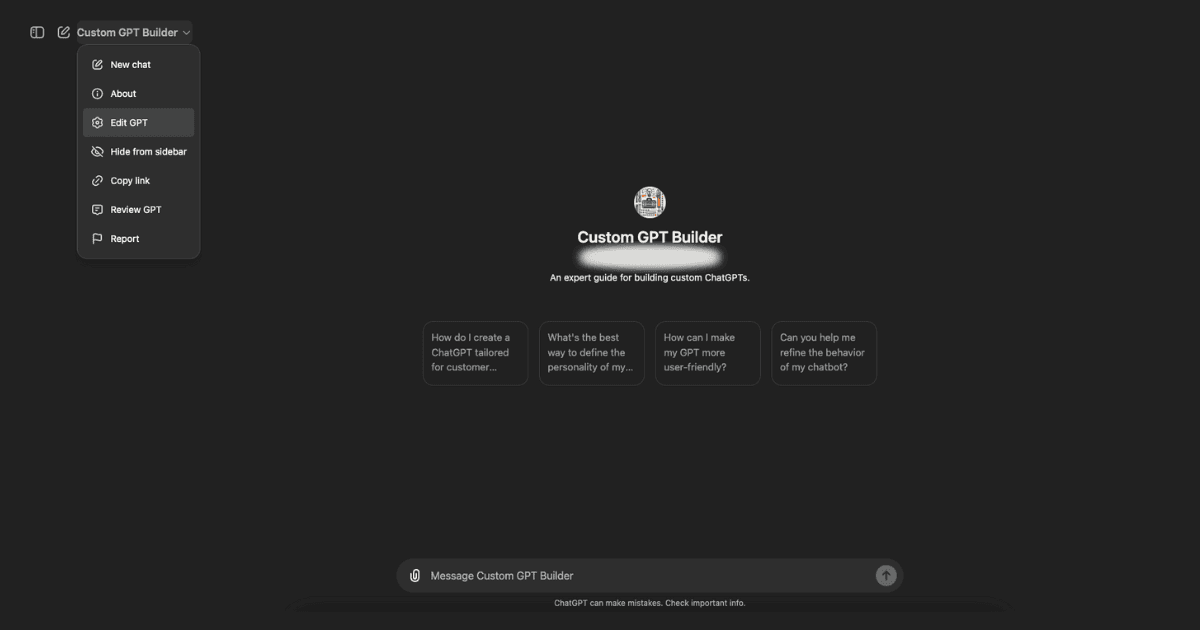 Custom GPT Builder
New chat
About
Edit GPT
Hide from sidebar
Copy link
Review GPT
Report
Custom GPT Builder
An expert guide for building custom ChatGPTs.
How do I create a
ChatGPT tailored
for customer...
What's the best
way to define the
personality of my...
How can I make
my GPT more
user-friendly?
Can you help me
refine the behavior
of my chatbot?
Message Custom GPT Builder
ChatGPT can make mistakes. Check important info.